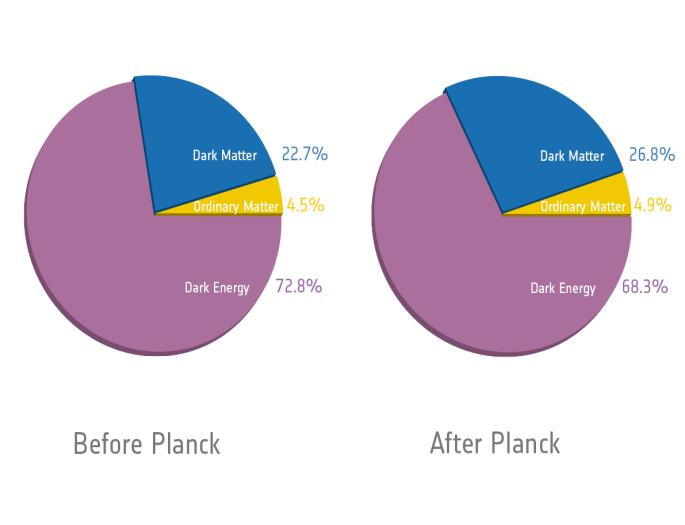 Dark Matter 22.7%
Ordinary Matter 4.5%
Dark Energy 72.8%
Before Planck
Dark Matter 26.8%
Ordinary Matter 4.9%
Dark Energy 68.3%
After Planck